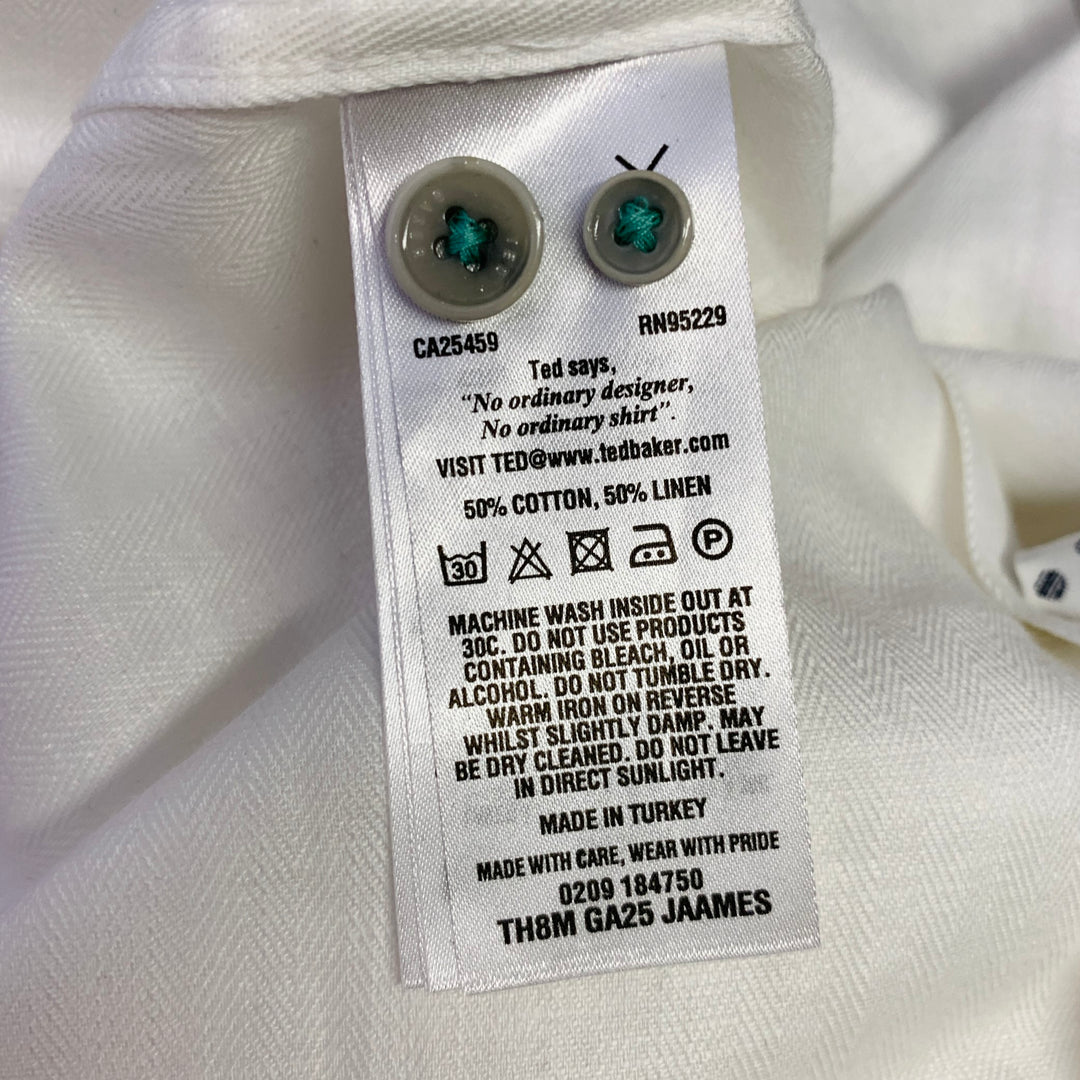 CA25459 RN95229
Ted says,
“No ordinary designer,
No ordinary shirt”.
VISIT TED@www.tedbaker.com
50% COTTON, 50% LINEN
30 P
MACHINE WASH INSIDE OUT AT
30C. DO NOT USE PRODUCTS
CONTAINING BLEACH, OIL OR
ALCOHOL. DO NOT TUMBLE DRY.
WARM IRON ON REVERSE
WHILST SLIGHTLY DAMP. MAY
BE DRY CLEANED. DO NOT LEAVE
IN DIRECT SUNLIGHT.
MADE IN TURKEY
MADE WITH CARE, WEAR WITH PRIDE
0209 184750
TH8M GA25 JAAMES